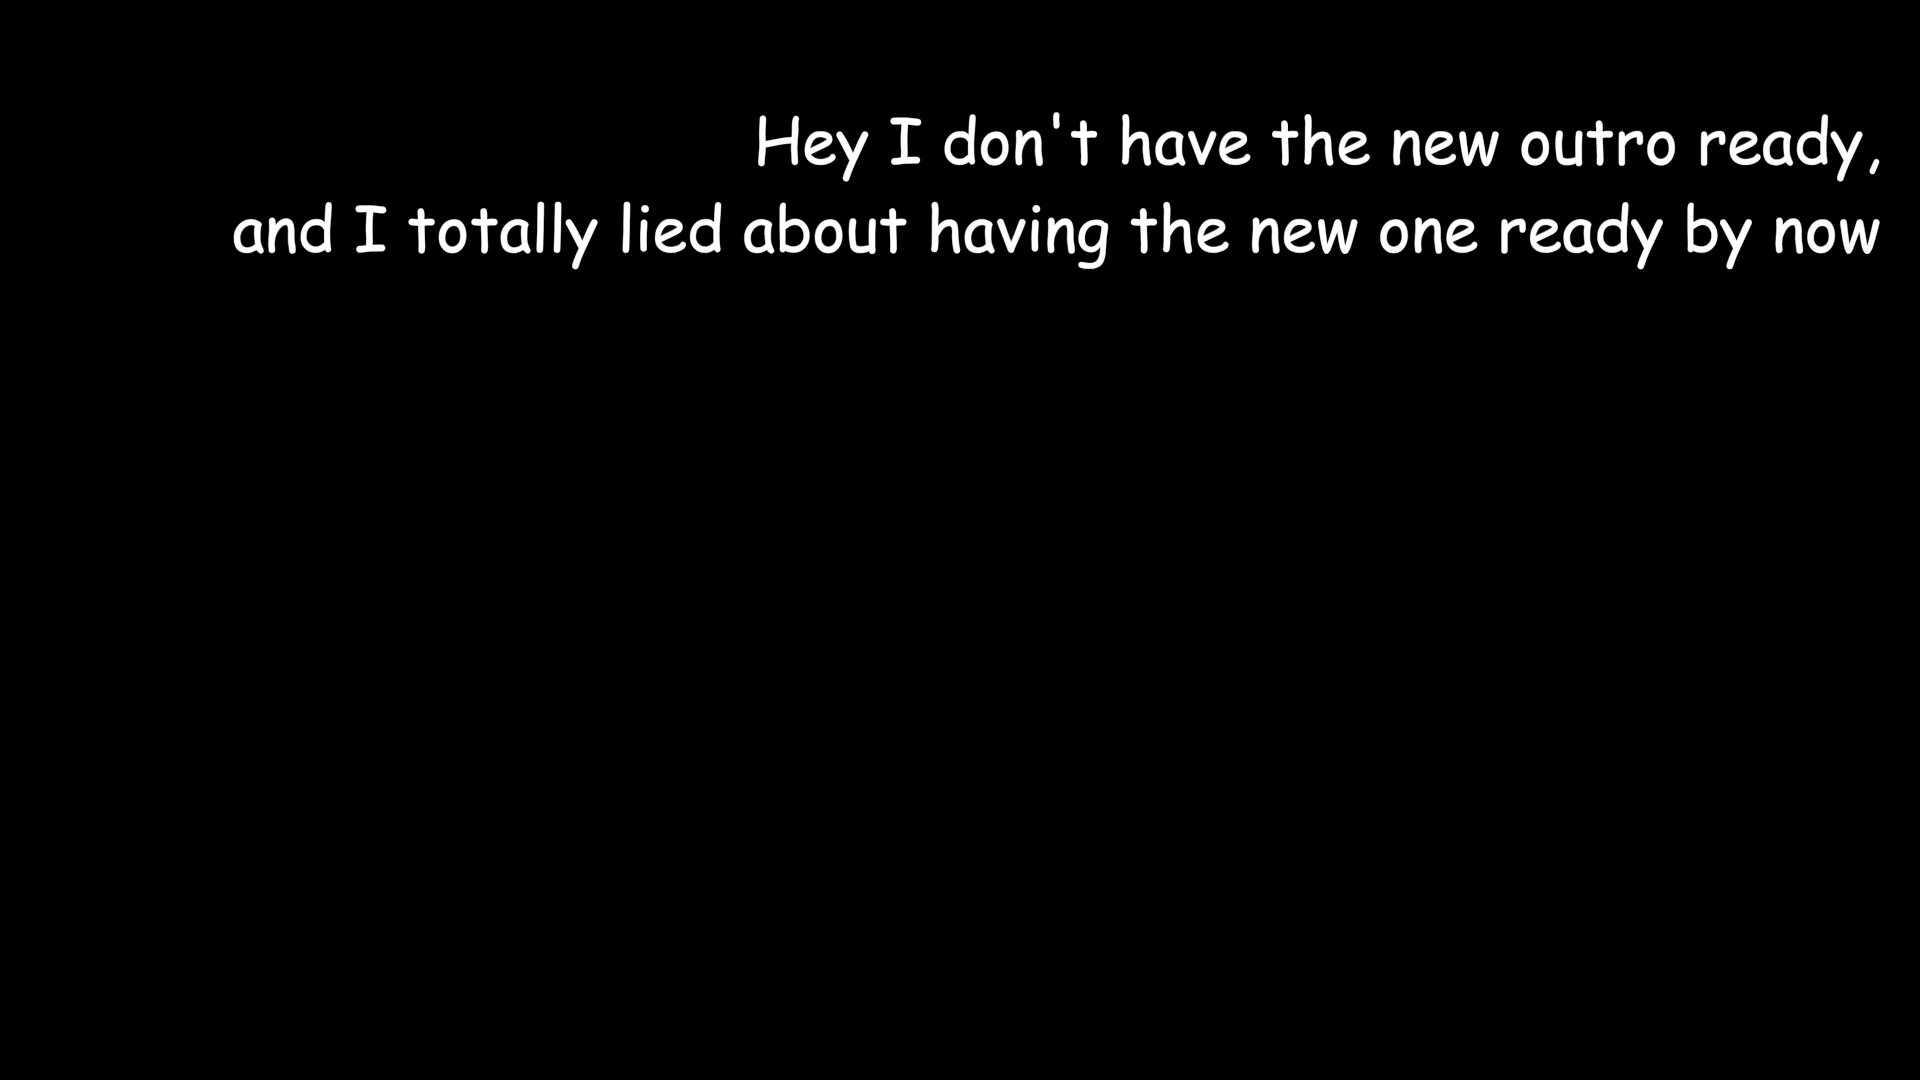 Hey I don't have the new outro ready,
and I totally lied about having the new one ready by now